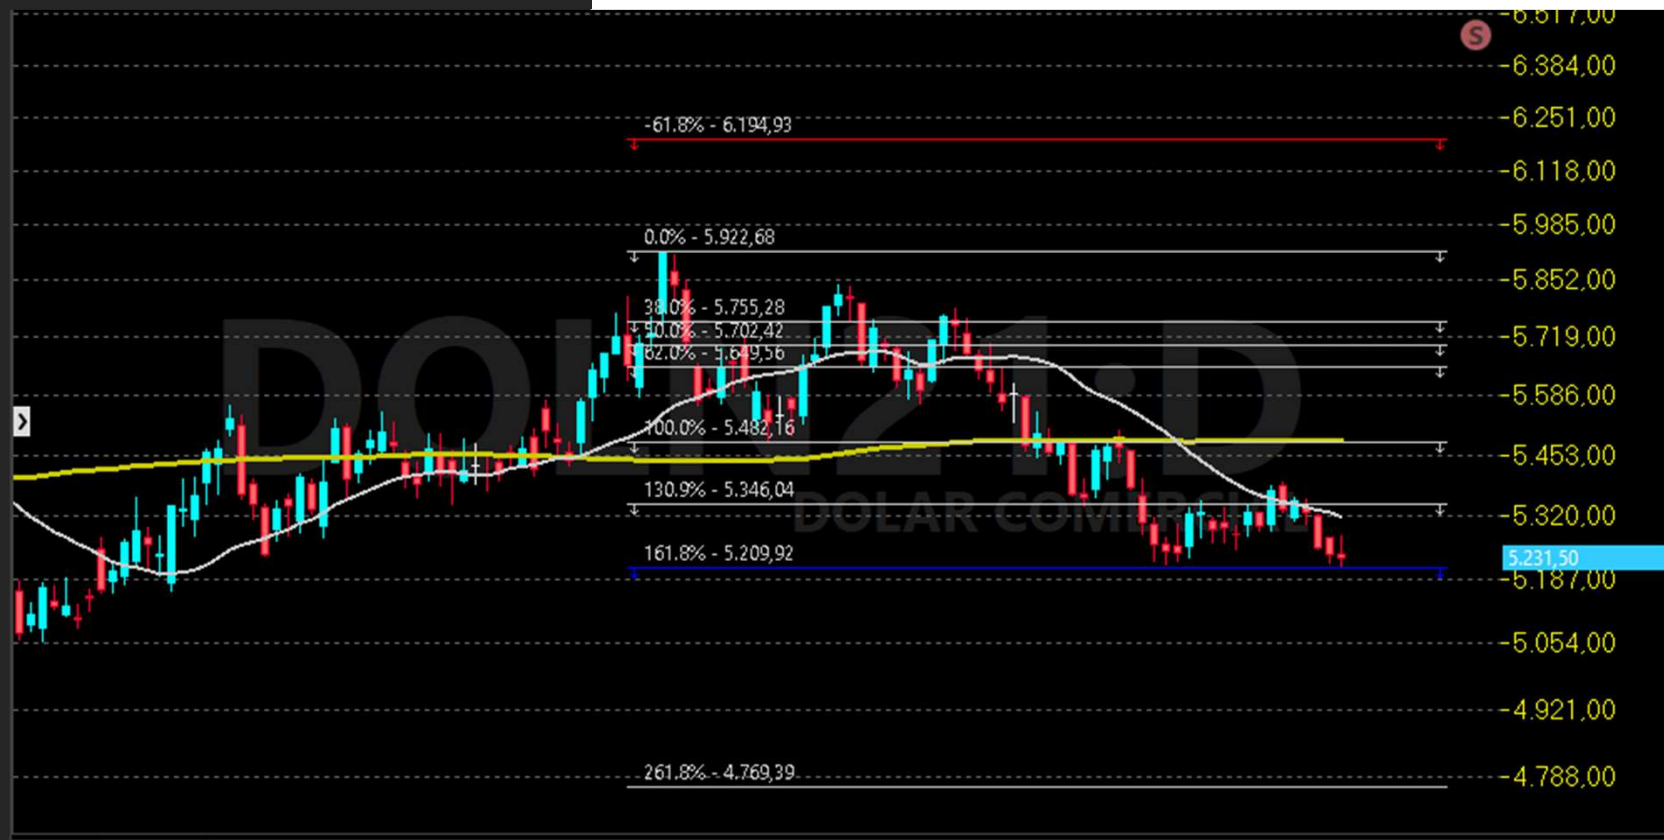 6.517,00
S
6.384,00
6.251,00
-61.8% - 6.194,93
6.118,00
5.985,00
0.0% - 5.922,68
5.852,00
38.0% - 5.755,28
5.719,00
50.0% - 5.702,42
62.0% - 5.649,56
5.586,00
100.0% - 5.482,16
5.453,00
130.9% - 5.346,04
DOLAR COMERCIAL
5.320,00
161.8% - 5.209,92
5.231,50
5.187,00
5.054,00
4.921,00
261.8% - 4.769,39
4.788,00